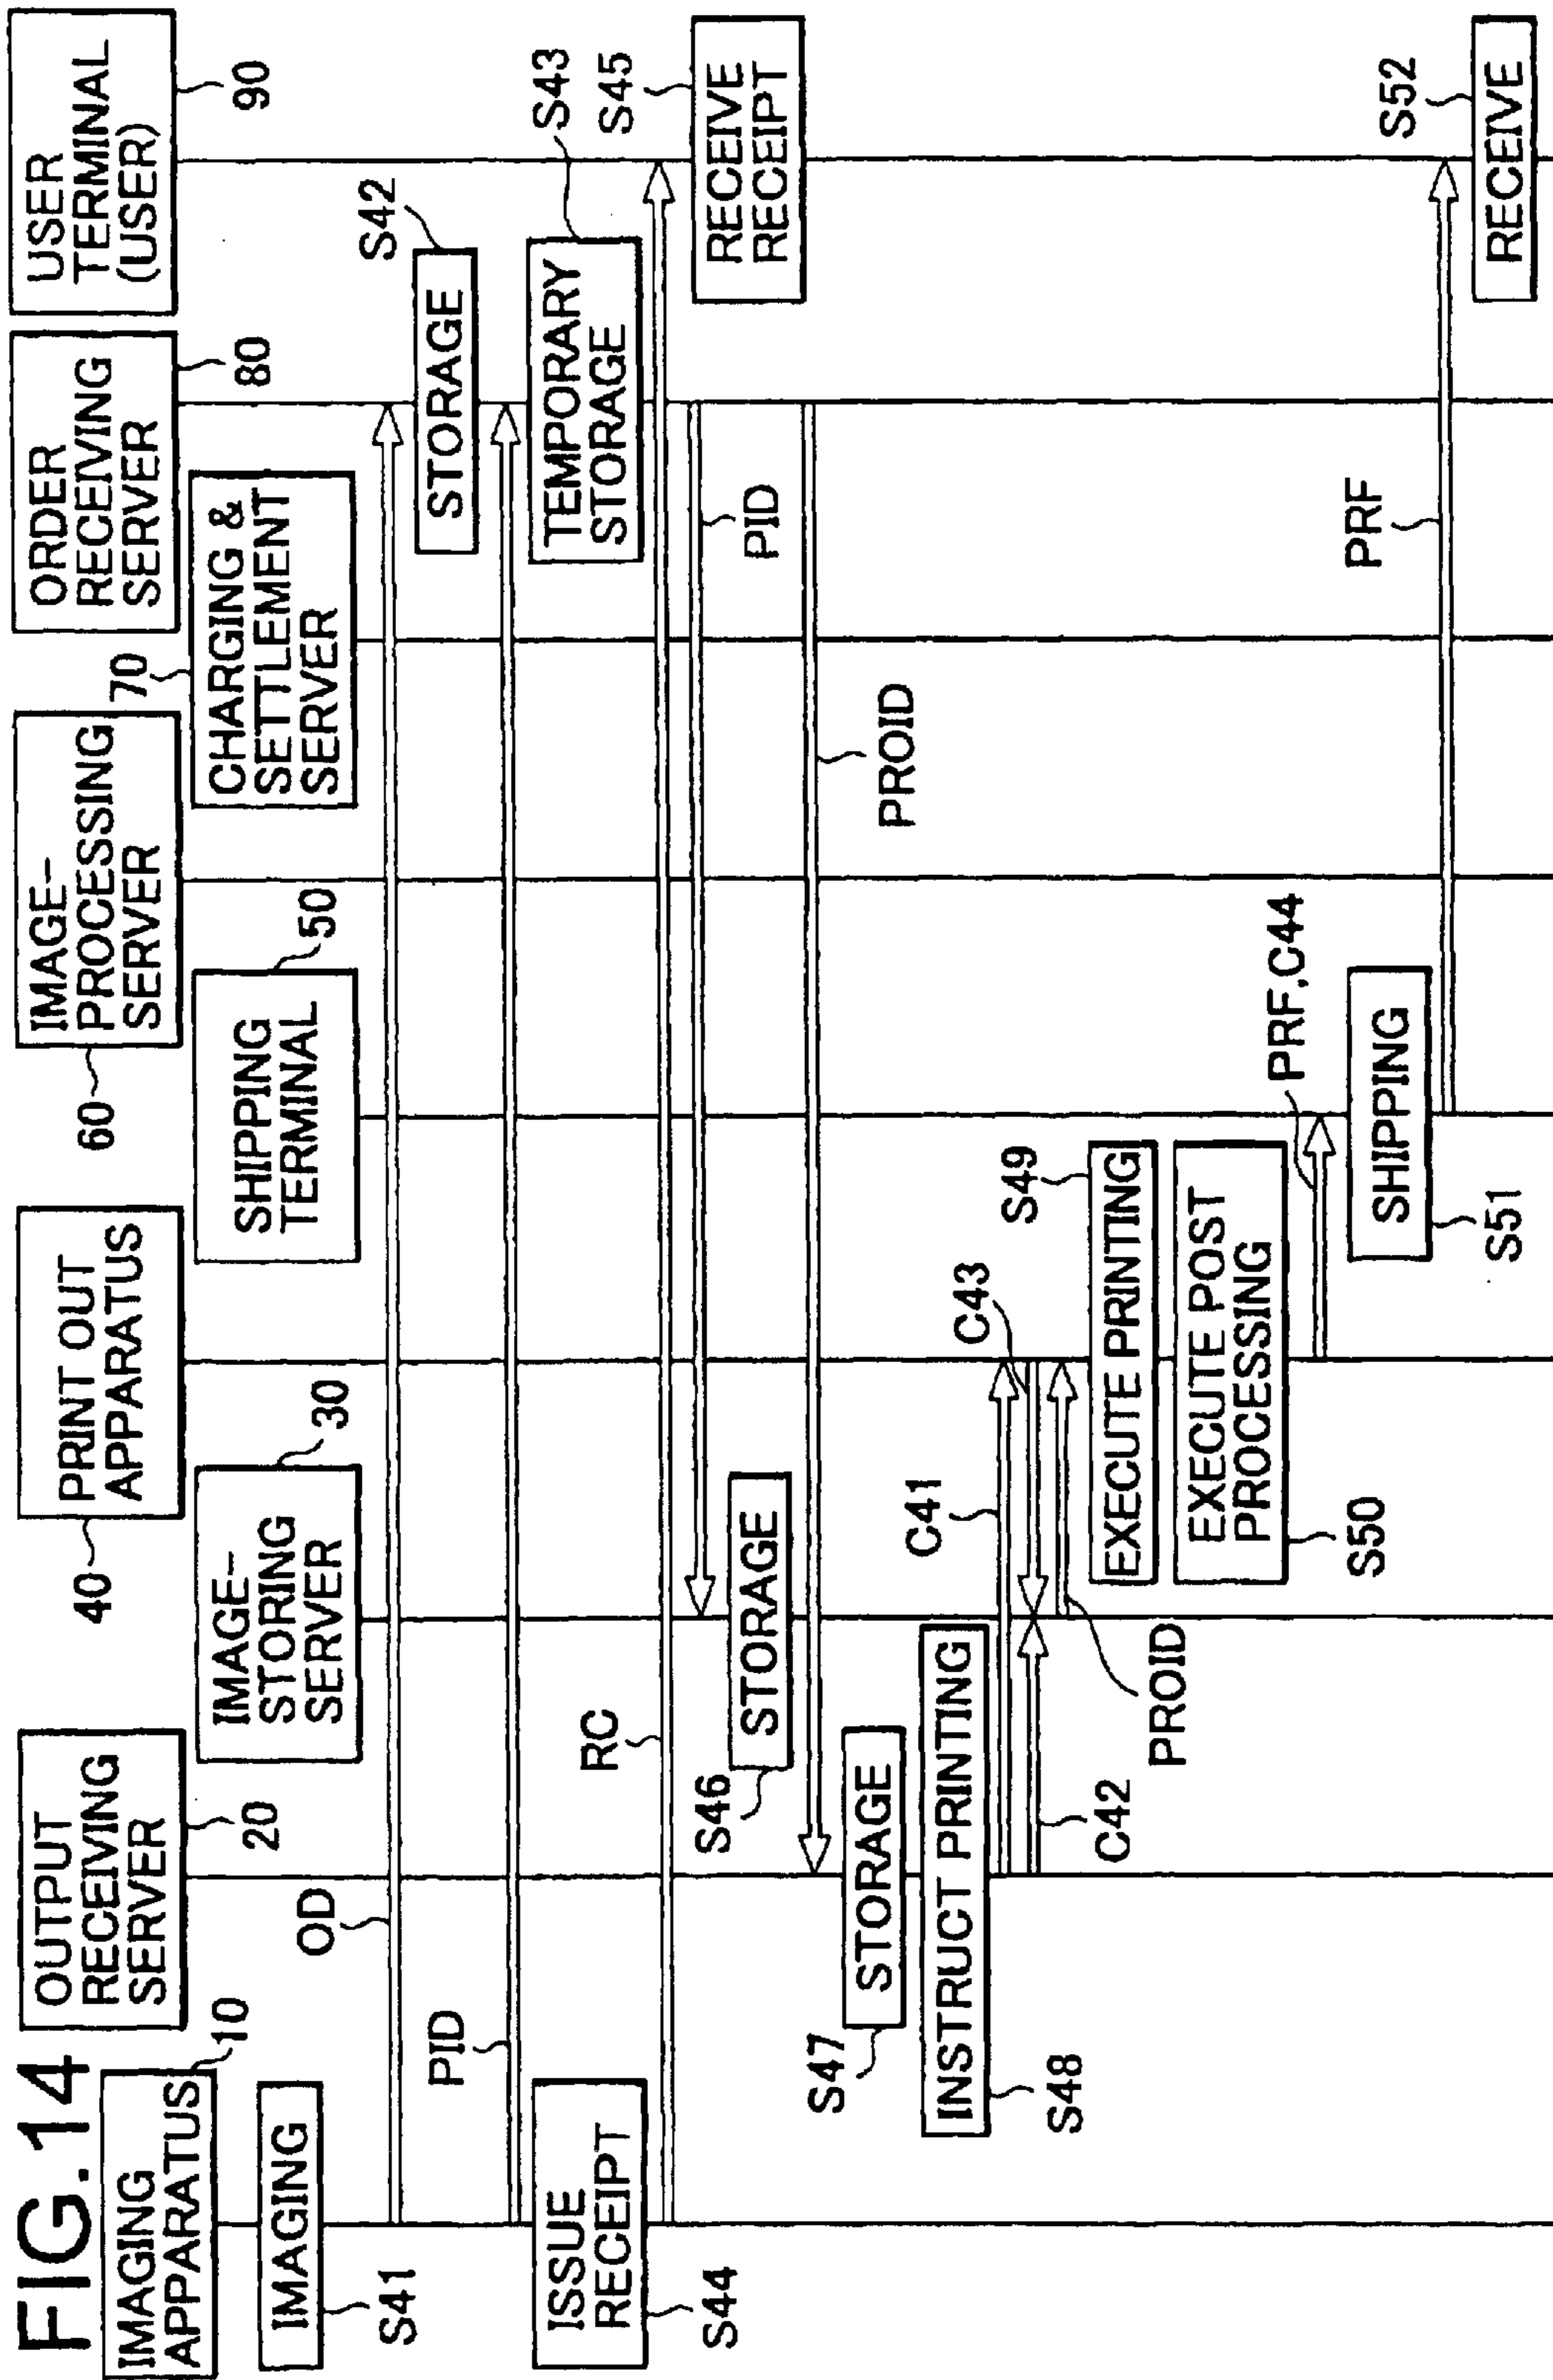 FIG. 14
IMAGING
APPARATUS
10
OUTPUT
RECEIVING
SERVER
20
IMAGE-
STORING
SERVER
30
PRINT OUT
APPARATUS
40
SHIPPING
TERMINAL
50
IMAGE-
PROCESSING
SERVER
60
CHARGING &
SETTLEMENT
SERVER
70
ORDER
RECEIVING
SERVER
80
USER
TERMINAL
(USER)
90
IMAGING
S41
OD
STORAGE
S42
PID
TEMPORARY
STORAGE
S43
ISSUE
RECEIPT
S44
RC
RECEIVE
RECEIPT
S45
PID
STORAGE
S46
PROID
STORAGE
S47
INSTRUCT PRINTING
S48
C41
C42
C43
PROID
EXECUTE PRINTING
S49
EXECUTE POST
PROCESSING
S50
PRF,C44
SHIPPING
S51
PRF
RECEIVE
S52